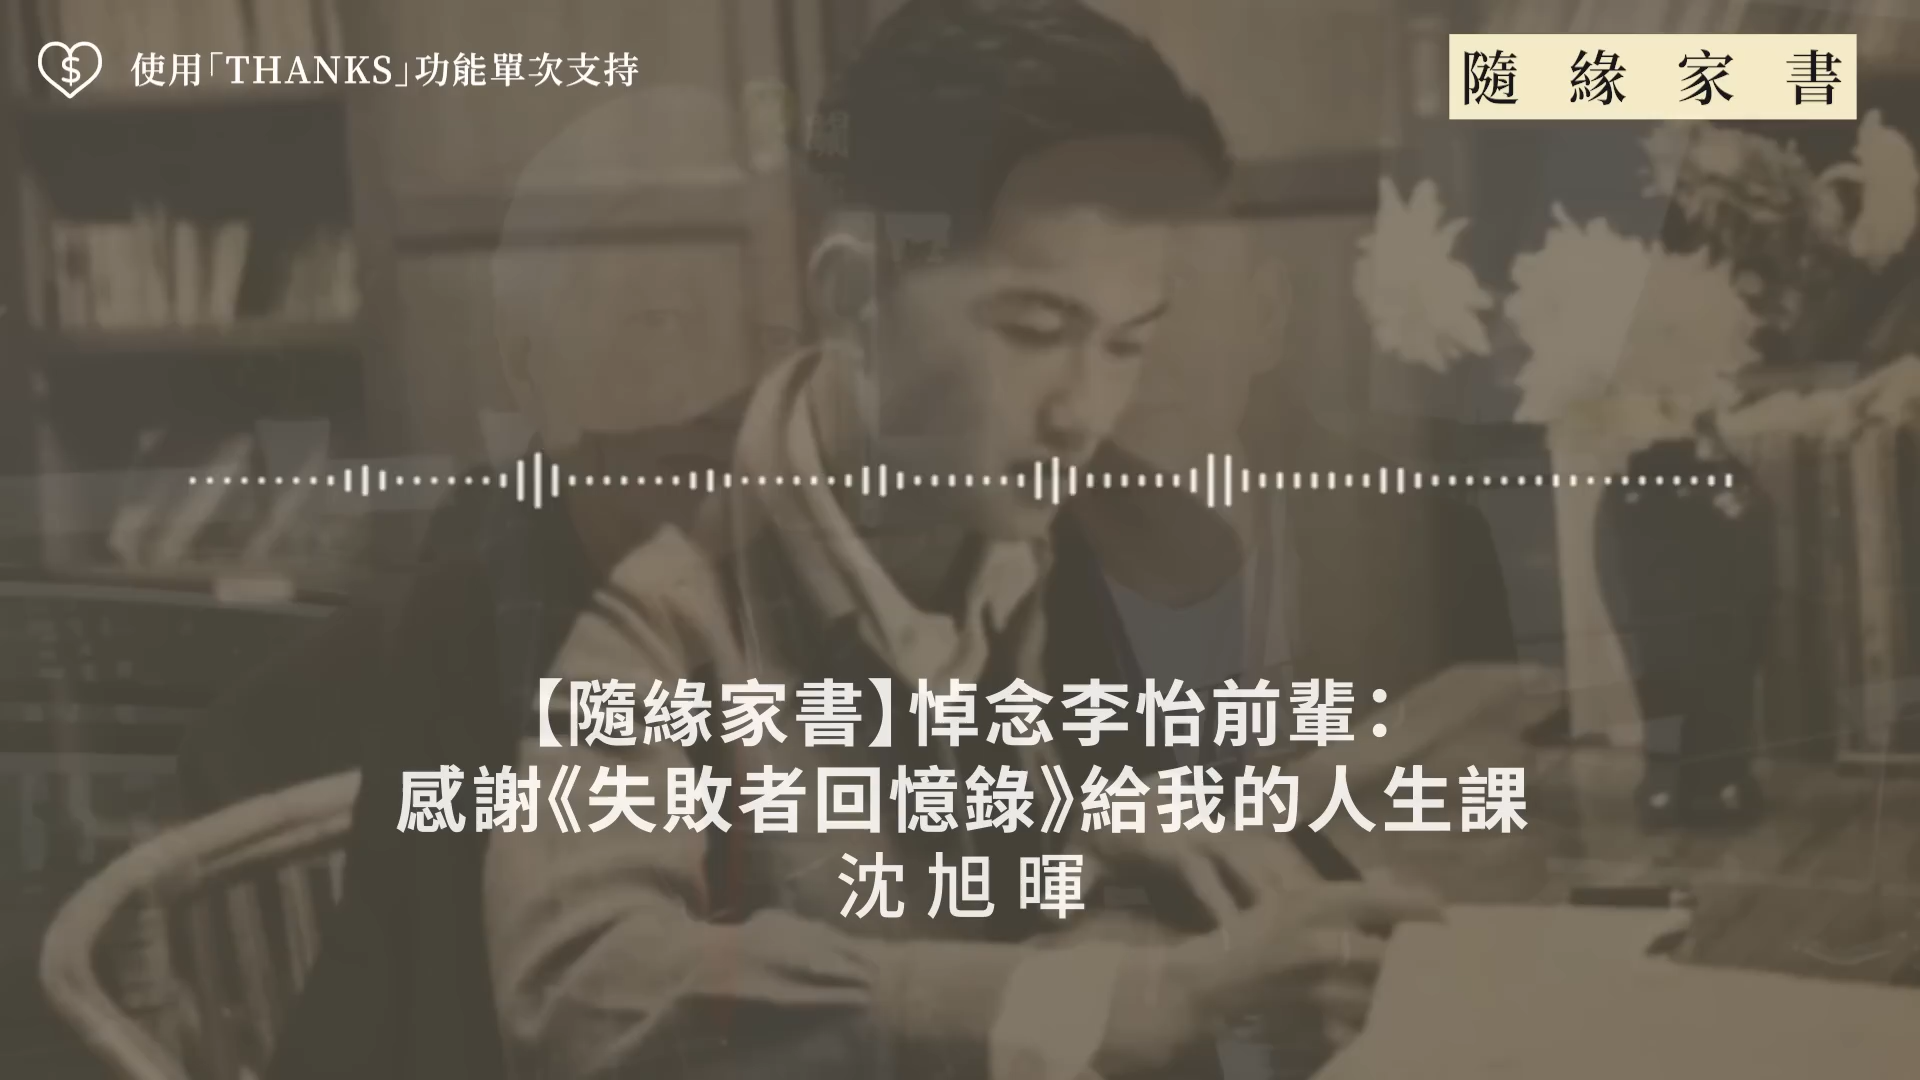 使用「THANKS」功能單次支持
隨緣家書
【隨緣家書】悼念李怡前輩：
感謝《失敗者回憶錄》給我的人生課
沈旭暉